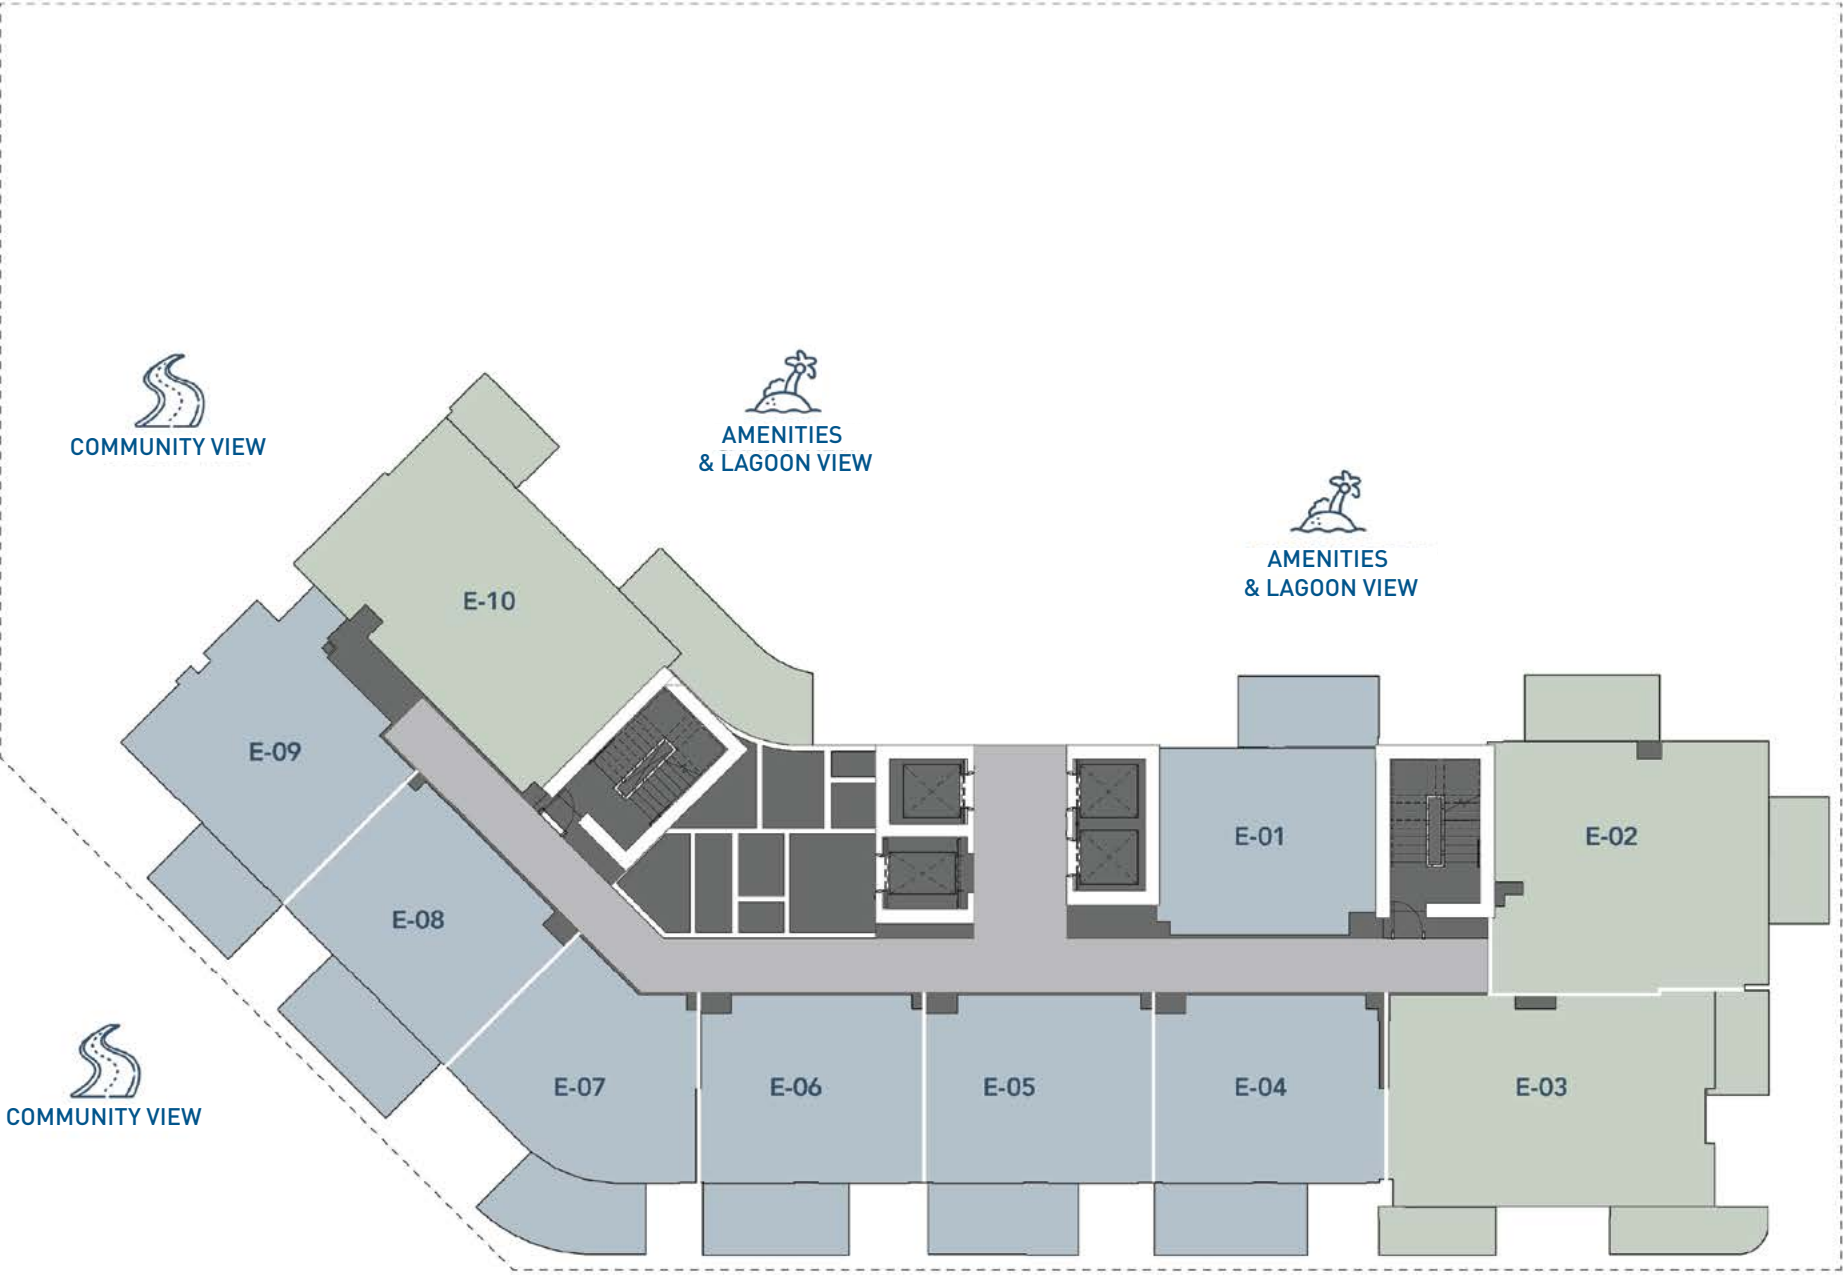 COMMUNITY VIEW
AMENITIES
& LAGOON VIEW
AMENITIES
& LAGOON VIEW
E-10
E-09
E-01
E-02
E-08
COMMUNITY VIEW
E-07
E-06
E-05
E-04
E-03